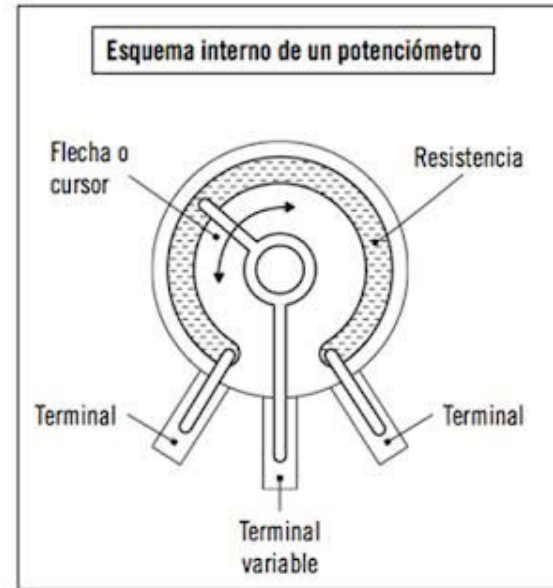 Esquema interno de un potenciómetro
Flecha o
cursor
Resistencia
Terminal
Terminal
Terminal
variable